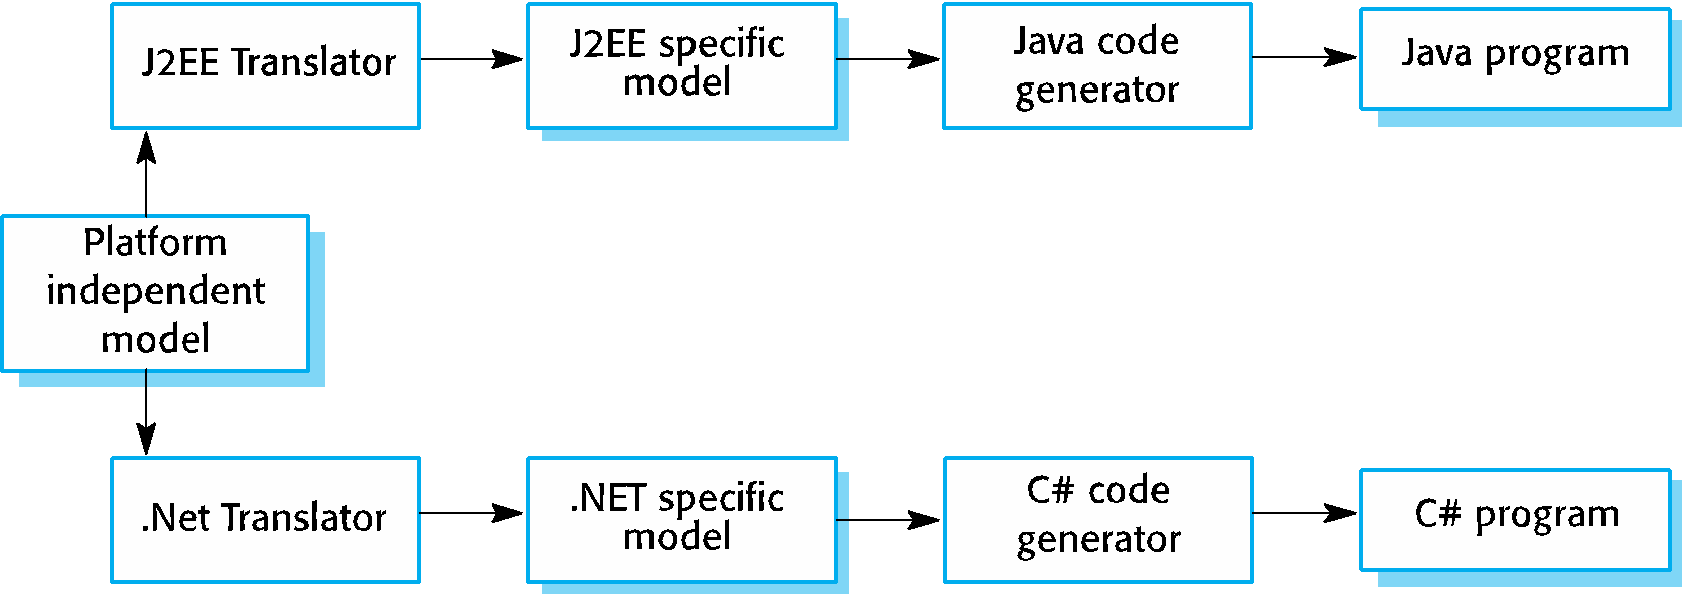 J2EE Translator
J2EE specific
model
Java code
generator
Java program
Platform
independent
model
.Net Translator
.NET specific
model
C# code
generator
C# program